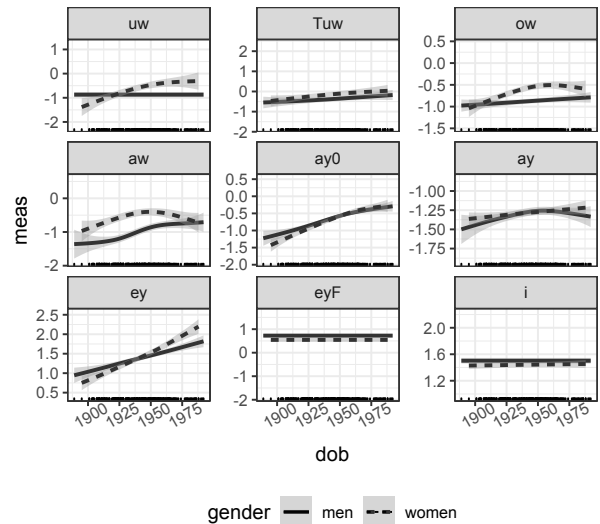 uw Tuw ow
1 0 -1 -2
2 1 0 -1 -2
0.5 0.0 -0.5 -1.0 -1.5
aw ay0 ay
0 -1 -2
0.5 0.0 -0.5 -1.0 -1.5 -2.0
-1.00 -1.25 -1.50 -1.75
ey eyF i
2.5 2.0 1.5 1.0 0.5
1 0 -1 -2
2.0 1.6 1.2
1900 1925 1950 1975 1900 1925 1950 1975 1900 1925 1950 1975
meas
dob
gender men women